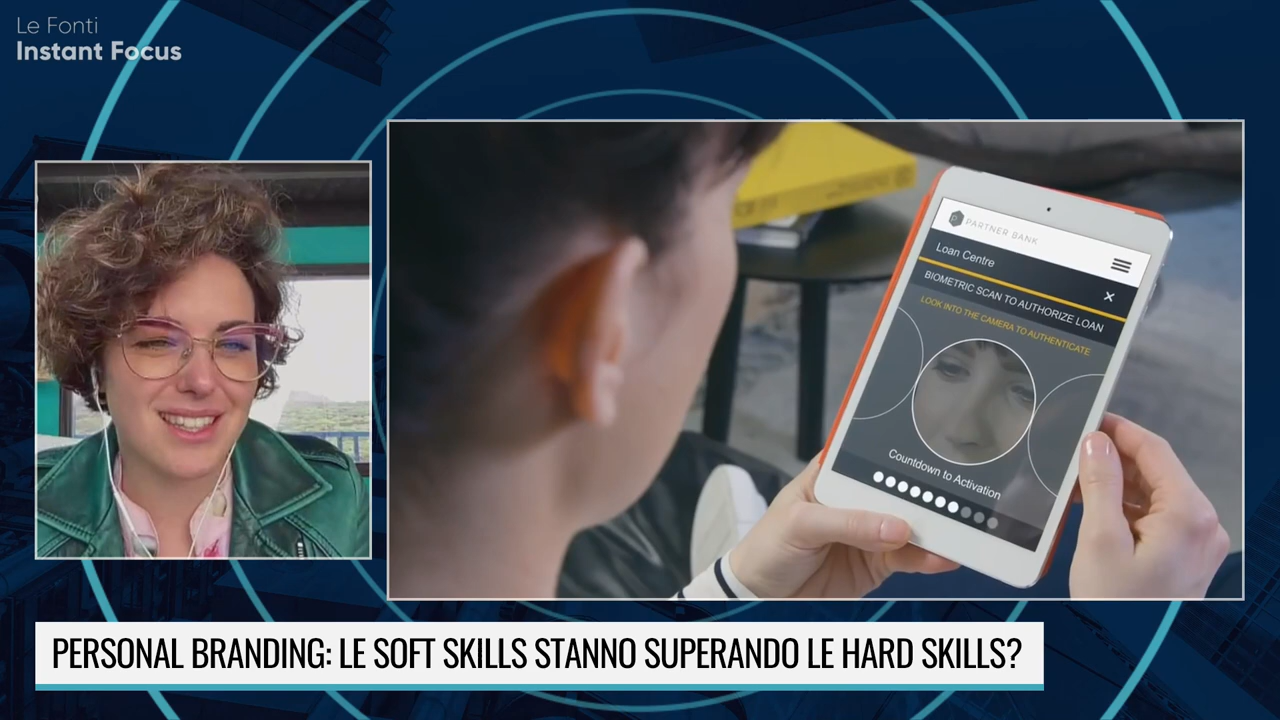 Le Fonti
Instant Focus
PARTNER BANK
Loan Centre
BIOMETRIC SCAN TO AUTHORIZE LOAN
LOOK INTO THE CAMERA TO AUTHENTICATE
Countdown to Activation
PERSONAL BRANDING: LE SOFT SKILLS STANNO SUPERANDO LE HARD SKILLS?